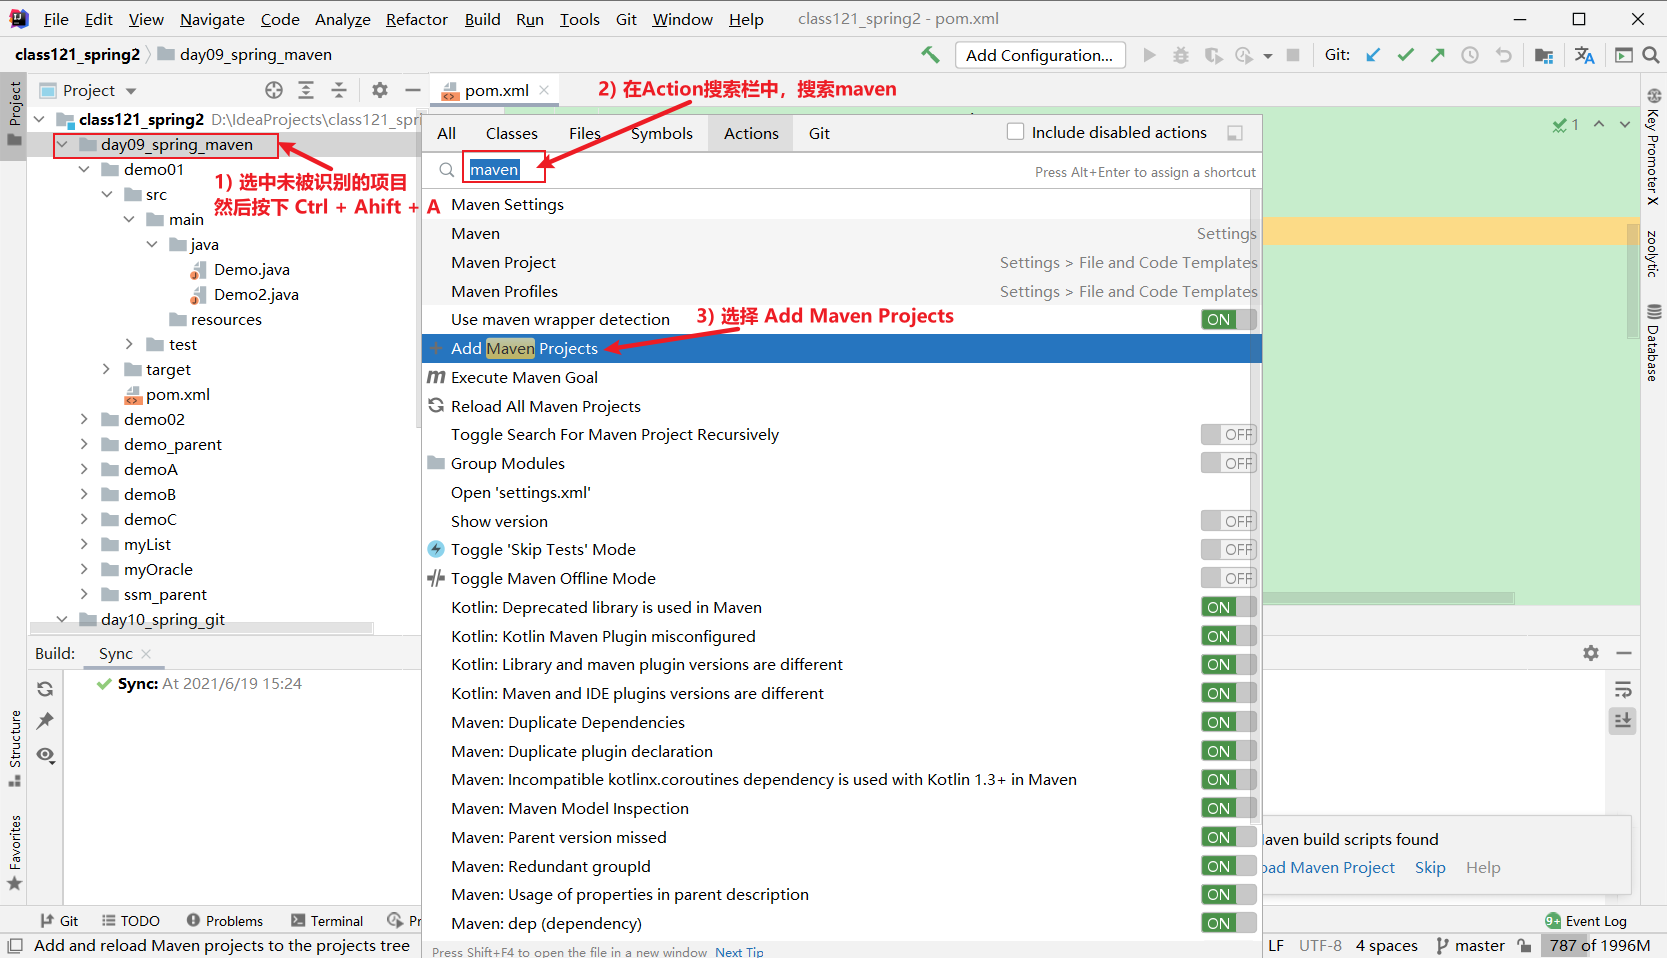 File Edit View Navigate Code Analyze Refactor Build Run Tools Git Window Help class121_spring2 - pom.xml
class121_spring2 day09_spring_maven Add Configuration... Git:
Project
pom.xml
2) 在Action搜索栏中，搜索maven
class121_spring2 D:\IdeaProjects\class121_spri
day09_spring_maven
demo01
src
main
java
Demo.java
Demo2.java
resources
test
target
pom.xml
demo02
demo_parent
demoA
demoB
demoC
myList
myOracle
ssm_parent
day10_spring_git
1) 选中未被识别的项目
然后按下 Ctrl + Ahift + A
All Classes Files Symbols Actions Git Include disabled actions
maven Press Alt+Enter to assign a shortcut
Maven Settings
Maven Settings
Maven Project Settings > File and Code Templates
Maven Profiles Settings > File and Code Templates
Use maven wrapper detection ON
3) 选择 Add Maven Projects
Add Maven Projects
Execute Maven Goal
Reload All Maven Projects
Toggle Search For Maven Project Recursively OFF
Group Modules OFF
Open 'settings.xml'
Show version OFF
Toggle 'Skip Tests' Mode OFF
Toggle Maven Offline Mode OFF
Kotlin: Deprecated library is used in Maven ON
Kotlin: Kotlin Maven Plugin misconfigured ON
Kotlin: Library and maven plugin versions are different ON
Kotlin: Maven and IDE plugins versions are different ON
Maven: Duplicate Dependencies ON
Maven: Duplicate plugin declaration ON
Maven: Incompatible kotlinx.coroutines dependency is used with Kotlin 1.3+ in Maven ON
Maven: Maven Model Inspection ON
Maven: Parent version missed ON
Maven: Redundant groupId ON
Maven: Usage of properties in parent description ON
Maven: dep (dependency) ON
Press Shift+F4 to open the file in a new window Next Tip
1
Key Promoter X
zoolytic
Database
Project
Structure
Favorites
Build: Sync
Sync: At 2021/6/19 15:24
laven build scripts found
oad Maven Project Skip Help
Git TODO Problems Terminal Pr
9+ Event Log
Add and reload Maven projects to the projects tree
LF UTF-8 4 spaces master 787 of 1996M